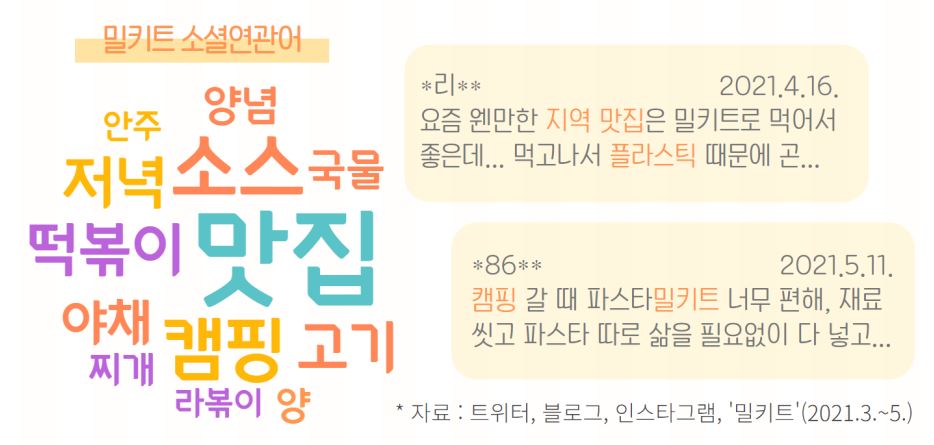 밀키트 소셜연관어
양념
안주
저녁 소스 국물
떡볶이 맛집
야채 캠핑 고기
찌개
라볶이 양
*리** 2021.4.16.
요즘 웬만한 지역 맛집은 밀키트로 먹어서
좋은데... 먹고나서 플라스틱 때문에 곤...
*86** 2021.5.11.
캠핑 갈 때 파스타밀키트 너무 편해, 재료
씻고 파스타 따로 삶을 필요없이 다 넣고...
* 자료 : 트위터, 블로그, 인스타그램, '밀키트'(2021.3.~5.)